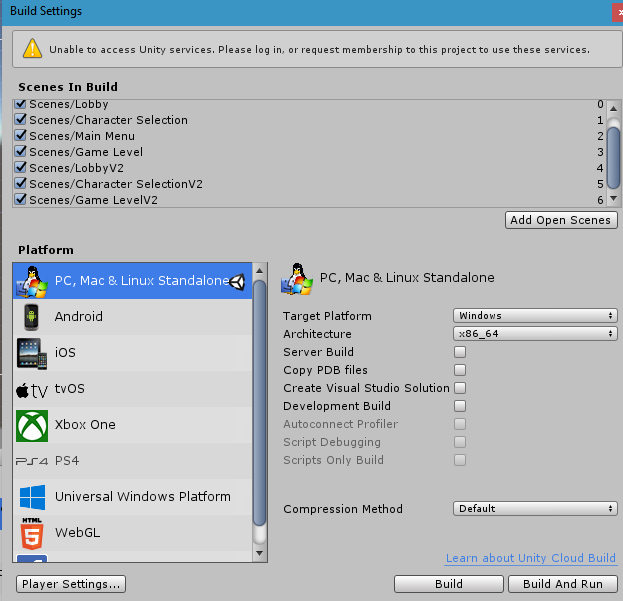 Build Settings
x
Unable to access Unity services. Please log in, or request membership to this project to use these services.
Scenes In Build
Scenes/Lobby 0
Scenes/Character Selection 1
Scenes/Main Menu 2
Scenes/Game Level 3
Scenes/LobbyV2 4
Scenes/Character SelectionV2 5
Scenes/Game LevelV2 6
Add Open Scenes
Platform
PC, Mac & Linux Standalone
Android
iOS
tv tvOS
Xbox One
PS4 PS4
Universal Windows Platform
HTML 5 WebGL
PC, Mac & Linux Standalone
Target Platform Windows
Architecture x86_64
Server Build
Copy PDB files
Create Visual Studio Solution
Development Build
Autoconnect Profiler
Script Debugging
Scripts Only Build
Compression Method Default
Learn about Unity Cloud Build
Player Settings... Build Build And Run